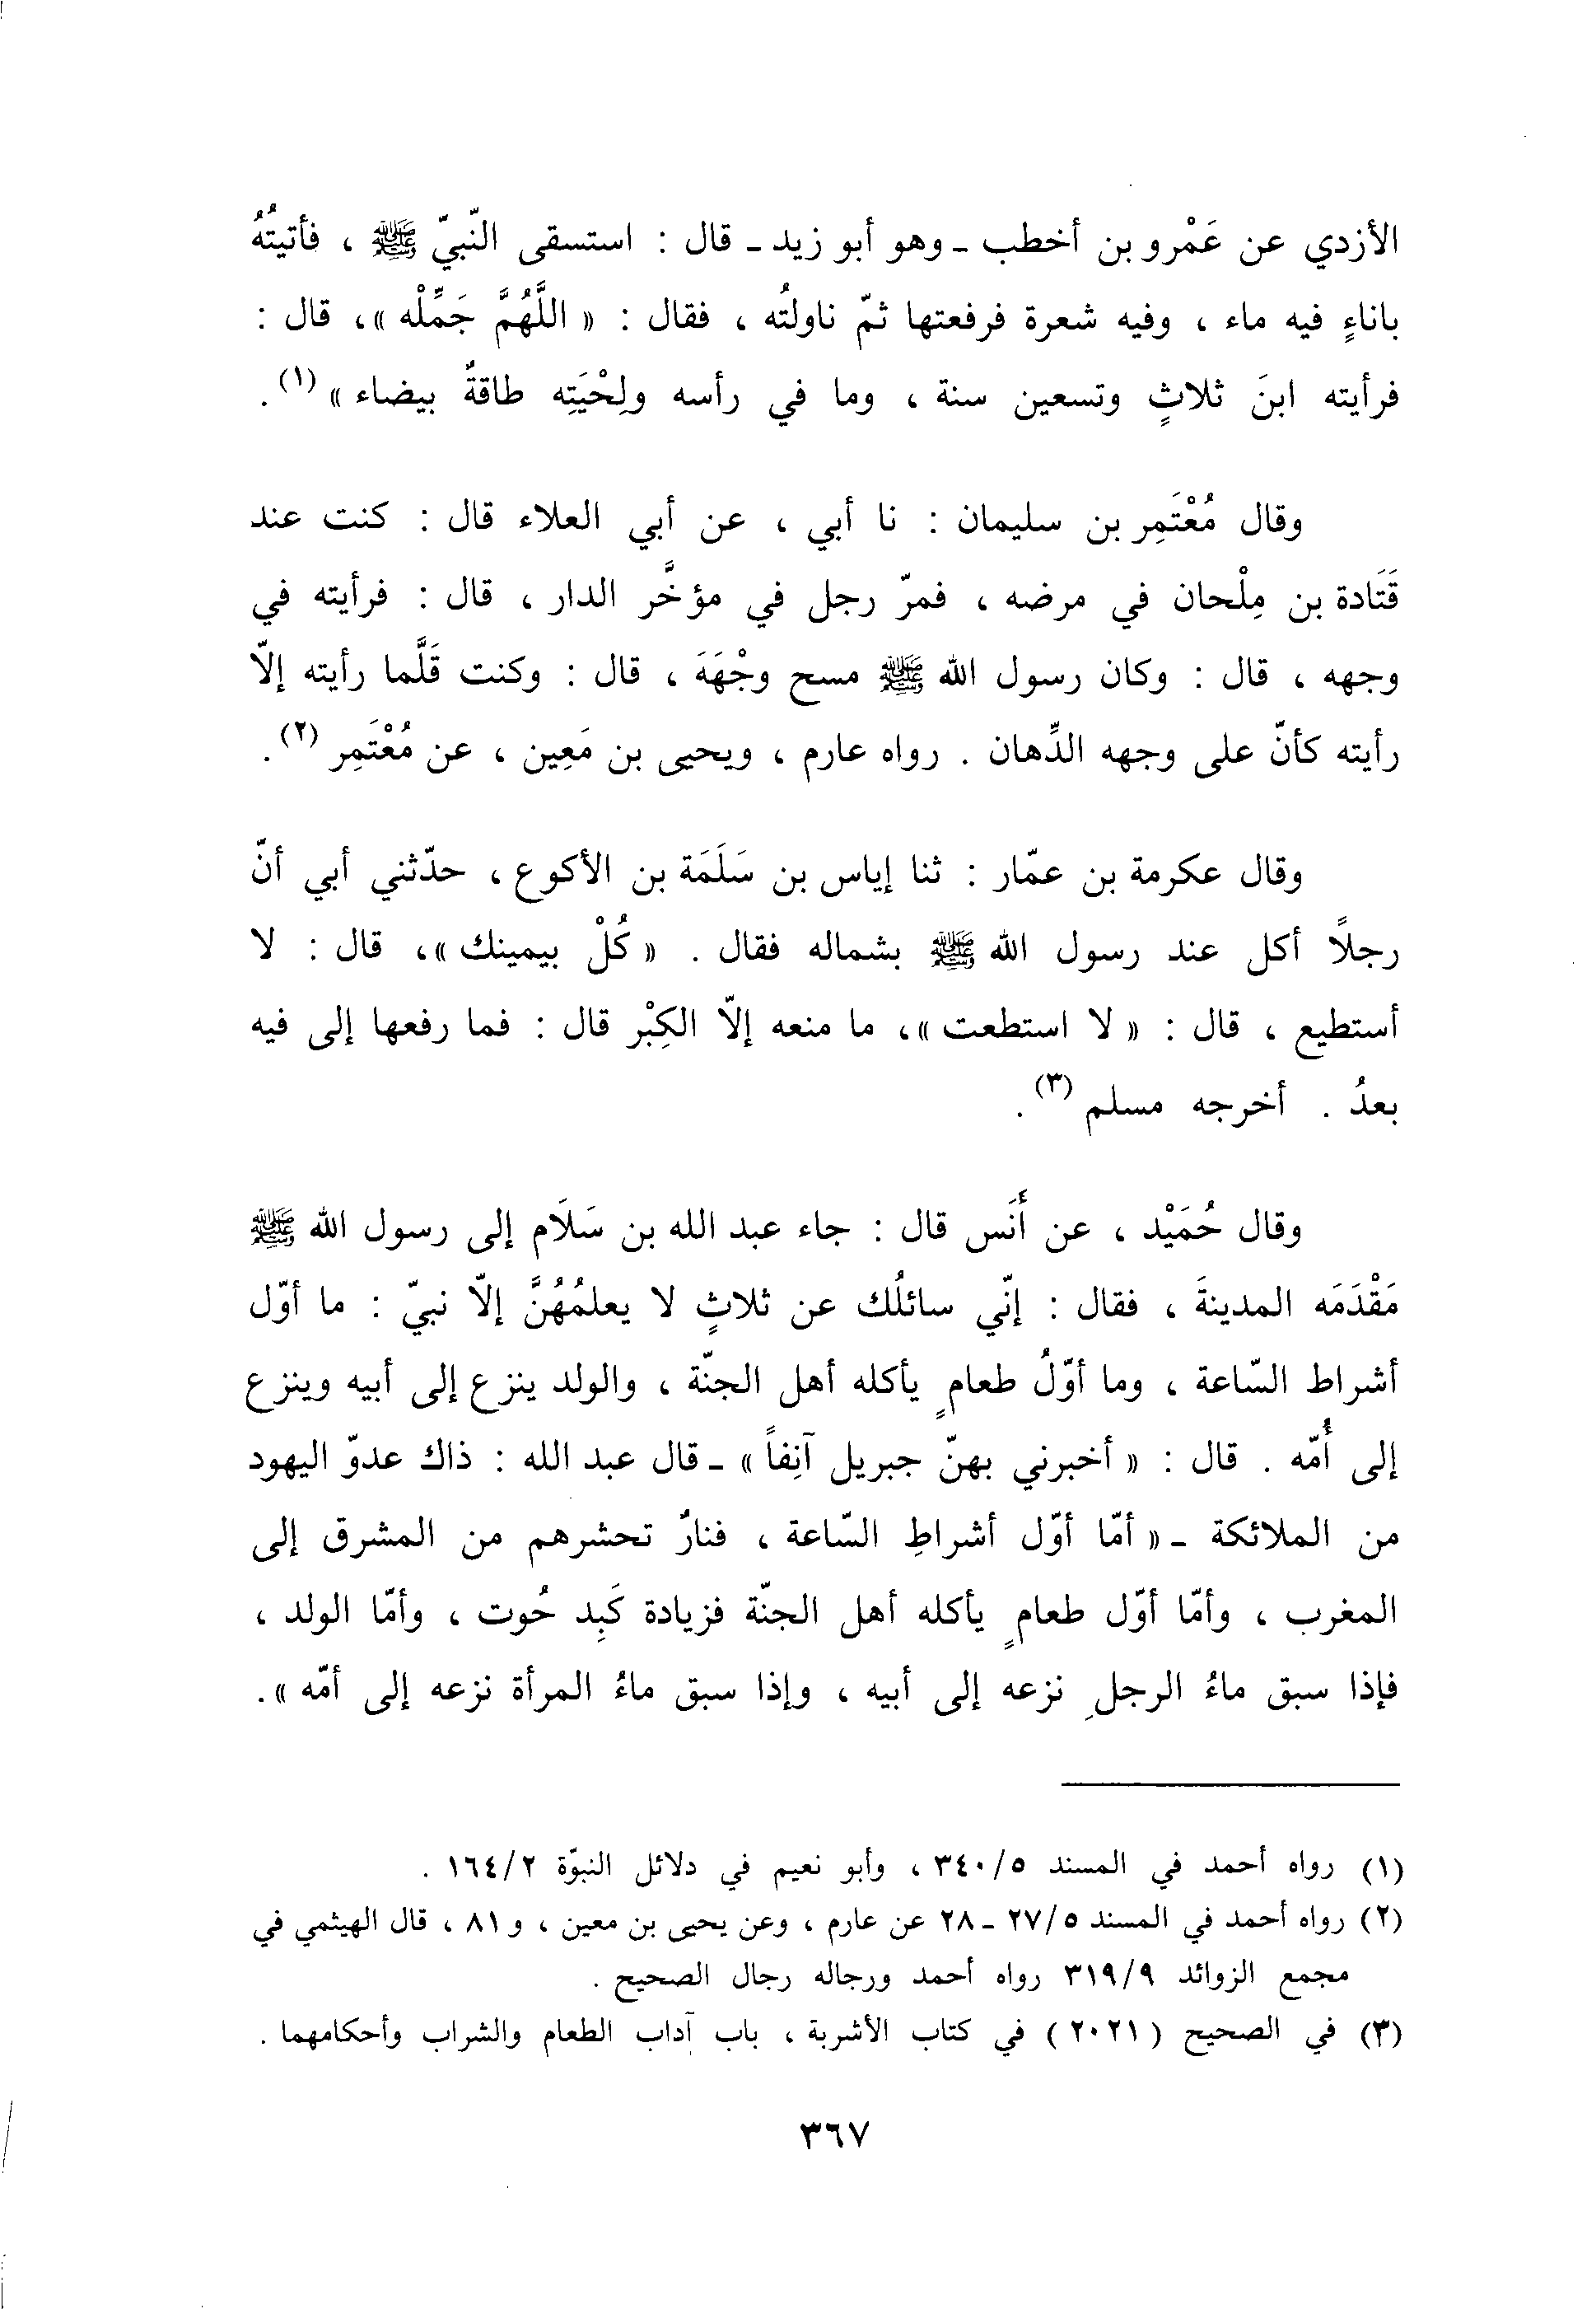 الأزدي عن عَمْرو بن أخطب ـ وهو أبو زيد ـ قال : استسقى النّبيّ ﷺ ، فأتيتُهُ
باناءٍ فيه ماء ، وفيه شعرة فرفعتها ثمّ ناولتُه ، فقال : « اللَّهُمَّ جَمِّلْه »، قال :
فرأيته ابنَ ثلاثٍ وتسعين سنة ، وما في رأسه ولِحْيَتِه طاقةٌ بيضاء » (١) .
وقال مُعْتَمِر بن سليمان : نا أبي ، عن أبي العلاء قال : كنت عند
قَتَادة بن مِلْحان في مرضه ، فمرّ رجل في مؤخَّر الدار ، قال : فرأيته في
وجهه ، قال : وكان رسول الله ﷺ مسح وجْهَهَ ، قال : وكنت قَلَّما رأيته إلّا
رأيته كأنّ على وجهه الدِّهان . رواه عارم ، ويحيى بن مَعِين ، عن مُعْتَمِر (٢) .
وقال عكرمة بن عمّار : ثنا إياس بن سَلَمَة بن الأكوع ، حدّثني أبي أنّ
رجلًا أكل عند رسول الله ﷺ بشماله فقال . « كُلْ بيمينك »، قال : لا
أستطيع ، قال : « لا استطعت »، ما منعه إلّا الكِبْر قال : فما رفعها إلى فيه
بعدُ . أخرجه مسلم (٣) .
وقال حُمَيْد ، عن أَنَس قال : جاء عبد الله بن سَلَام إلى رسول الله ﷺ
مَقْدَمَه المدينةَ ، فقال : إنّي سائلُك عن ثلاثٍ لا يعلمُهُنَّ إلّا نبيّ : ما أوّل
أشراط السّاعة ، وما أوّلُ طعامٍ يأكله أهل الجنّة ، والولد ينزع إلى أبيه وينزع
إلى أُمّه . قال : « أخبرني بهنّ جبريل آنِفاً » ـ قال عبد الله : ذاك عدوّ اليهود
من الملائكة ـ « أمّا أوّل أشراطِ السّاعة ، فنارٌ تحشرهم من المشرق إلى
المغرب ، وأمّا أوّل طعامٍ يأكله أهل الجنّة فزيادة كَبِد حُوت ، وأمّا الولد ،
فإذا سبق ماءُ الرجلِ نزعه إلى أبيه ، وإذا سبق ماءُ المرأة نزعه إلى أمّه ».
(١) رواه أحمد في المسند ٥/٣٤٠ ، وأبو نعيم في دلائل النبوّة ٢/١٦٤ .
(٢) رواه أحمد في المسند ٥/٢٧ ـ ٢٨ عن عارم ، وعن يحيى بن معين ، و٨١ ، قال الهيثمي في
مجمع الزوائد ٩/٣١٩ رواه أحمد ورجاله رجال الصحيح .
(٣) في الصحيح (٢٠٢١) في كتاب الأشربة ، باب آداب الطعام والشراب وأحكامهما .
٣٦٧